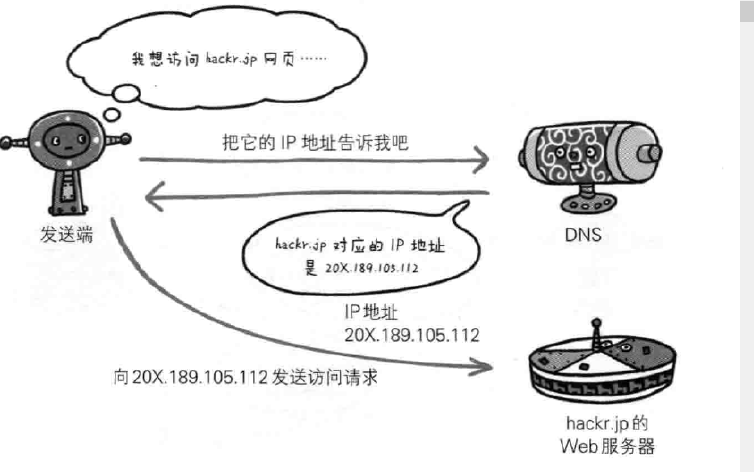 我想访问 hackr.jp 网页……
把它的 IP 地址告诉我吧
发送端
DNS
hackr.jp 对应的 IP 地址
是 20X.189.105.112
IP地址
20X.189.105.112
向20X.189.105.112发送访问请求
hackr.jp的
Web服务器